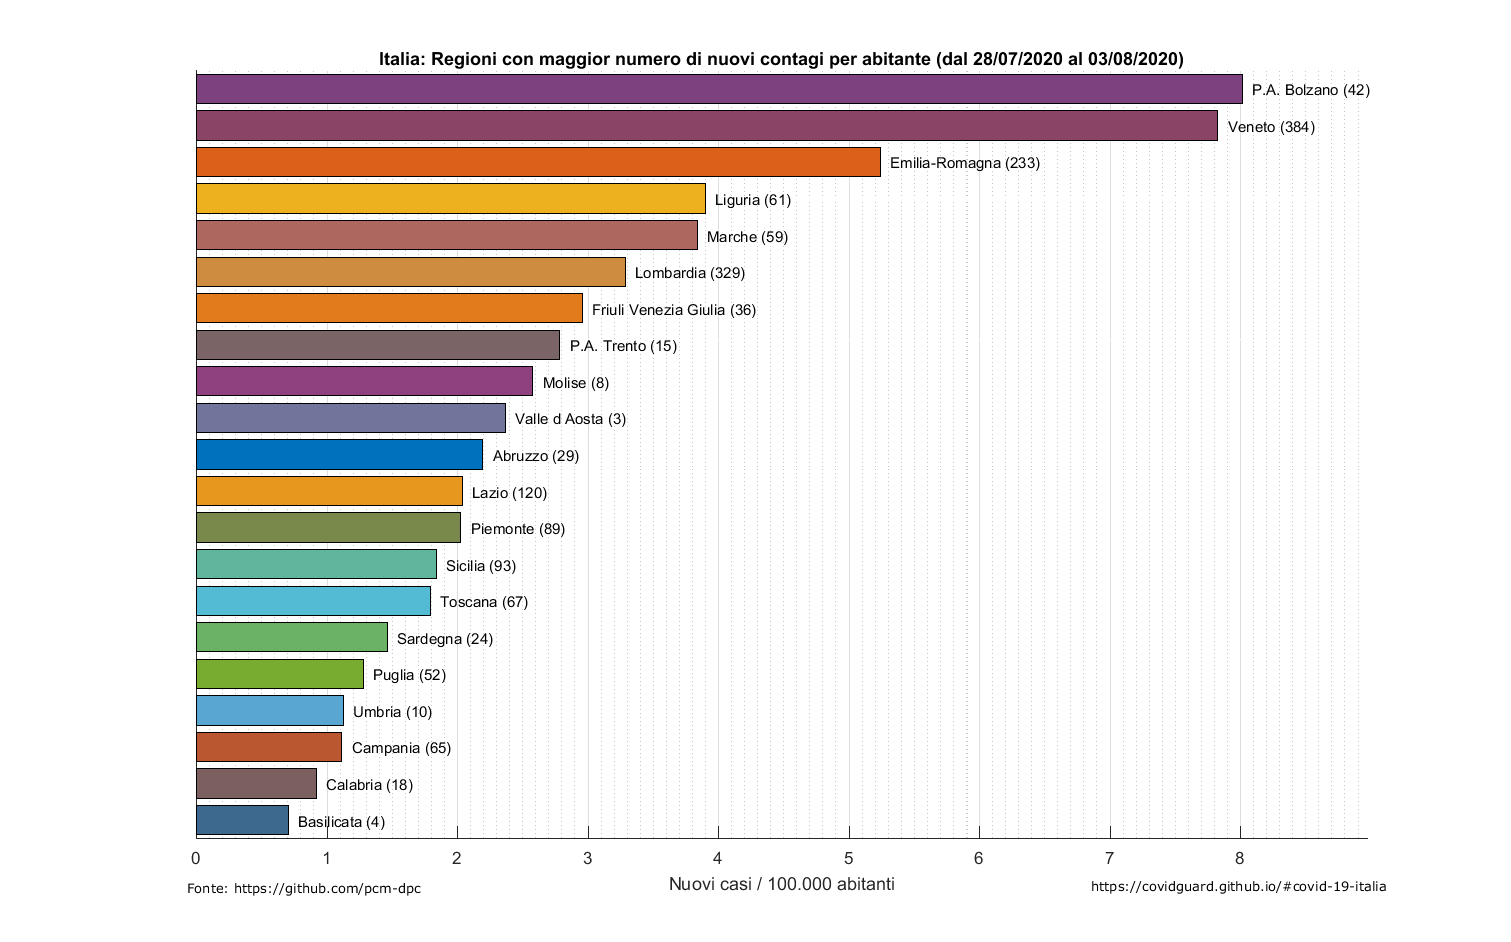 Italia: Regioni con maggior numero di nuovi contagi per abitante (dal 28/07/2020 al 03/08/2020)
P.A. Bolzano (42)
Veneto (384)
Emilia-Romagna (233)
Liguria (61)
Marche (59)
Lombardia (329)
Friuli Venezia Giulia (36)
P.A. Trento (15)
Molise (8)
Valle d Aosta (3)
Abruzzo (29)
Lazio (120)
Piemonte (89)
Sicilia (93)
Toscana (67)
Sardegna (24)
Puglia (52)
Umbria (10)
Campania (65)
Calabria (18)
Basilicata (4)
0 1 2 3 4 5 6 7 8
Nuovi casi / 100.000 abitanti
Fonte: https://github.com/pcm-dpc
https://covidguard.github.io/#covid-19-italia